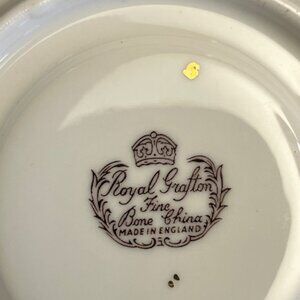 Royal Grafton
Fine
Bone China
MADE IN ENGLAND